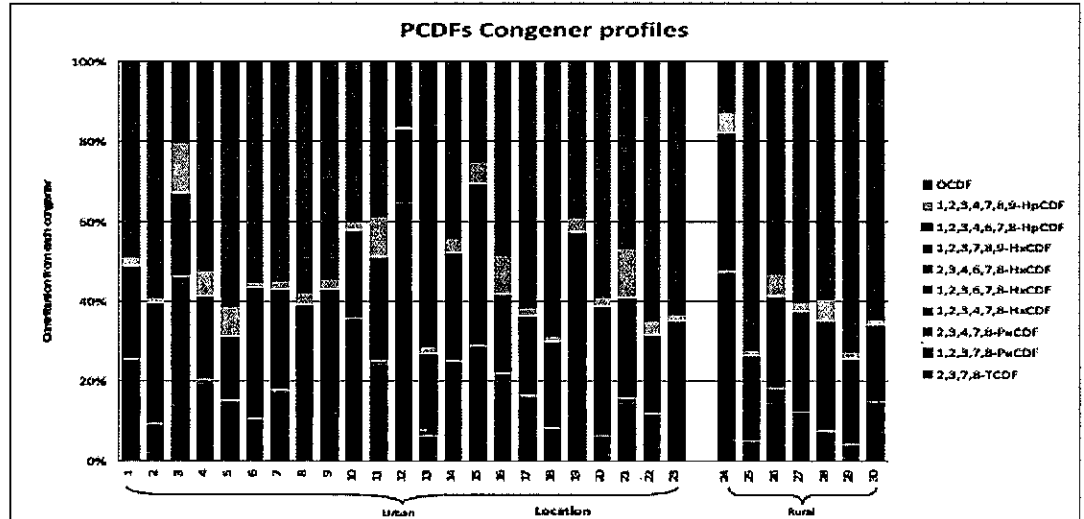 PCDFs Congener profiles
100%
80%
60%
40%
20%
0%
Contribution from each congener
OCDF
1,2,3,4,7,8,9-HpCDF
1,2,3,4,6,7,8-HpCDF
1,2,3,7,8,9-HxCDF
2,3,4,6,7,8-HxCDF
1,2,3,6,7,8-HxCDF
1,2,3,4,7,8-HxCDF
2,3,4,7,8-PeCDF
1,2,3,7,8-PeCDF
2,3,7,8-TCDF
1 2 3 4 5 6 7 8 9 10 11 12 13 14 15 16 17 18 19 20 21 22 23 24 25 26 27 28 29 30
Urban Location Rural